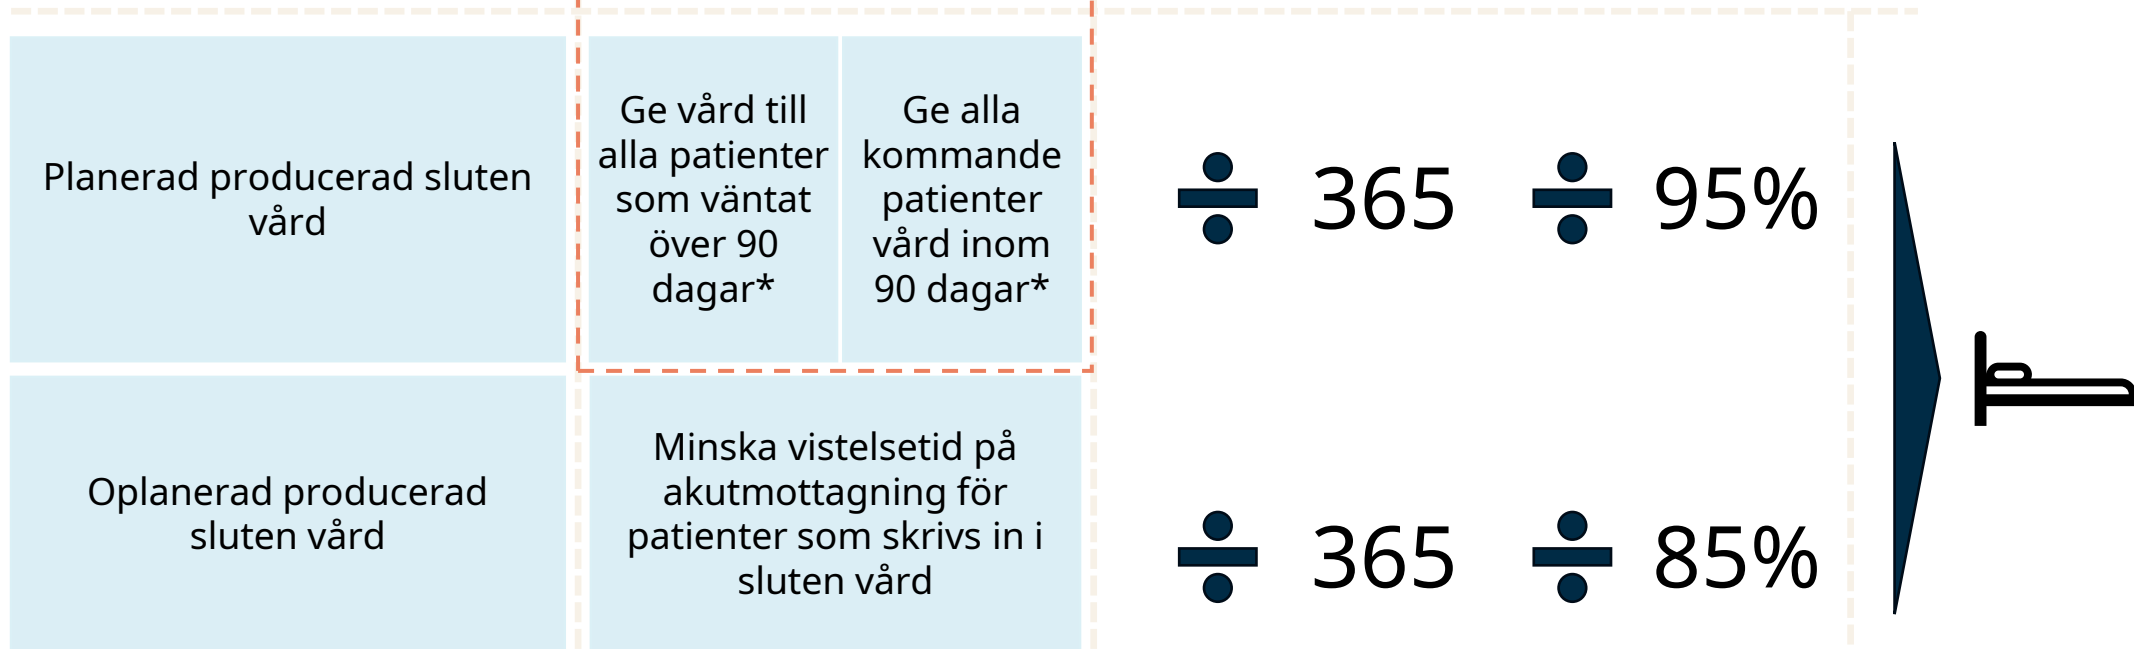 Planerad producerad sluten
vård
Ge vård till
alla patienter
som väntat
över 90
dagar*
Ge alla
kommande
patienter
vård inom
90 dagar*
÷ 365 ÷ 95%
Oplanerad producerad
sluten vård
Minska vistelsetid på
akutmottagning för
patienter som skrivs in i
sluten vård
÷ 365 ÷ 85%